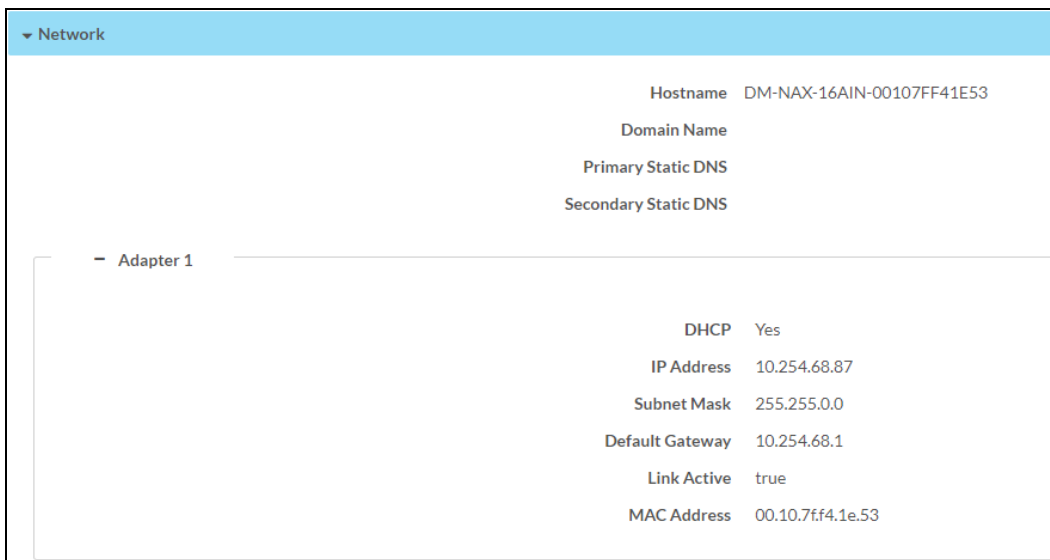 Network
Hostname DM-NAX-16AIN-00107FF41E53
Domain Name
Primary Static DNS
Secondary Static DNS
− Adapter 1
DHCP Yes
IP Address 10.254.68.87
Subnet Mask 255.255.0.0
Default Gateway 10.254.68.1
Link Active true
MAC Address 00.10.7f.f4.1e.53